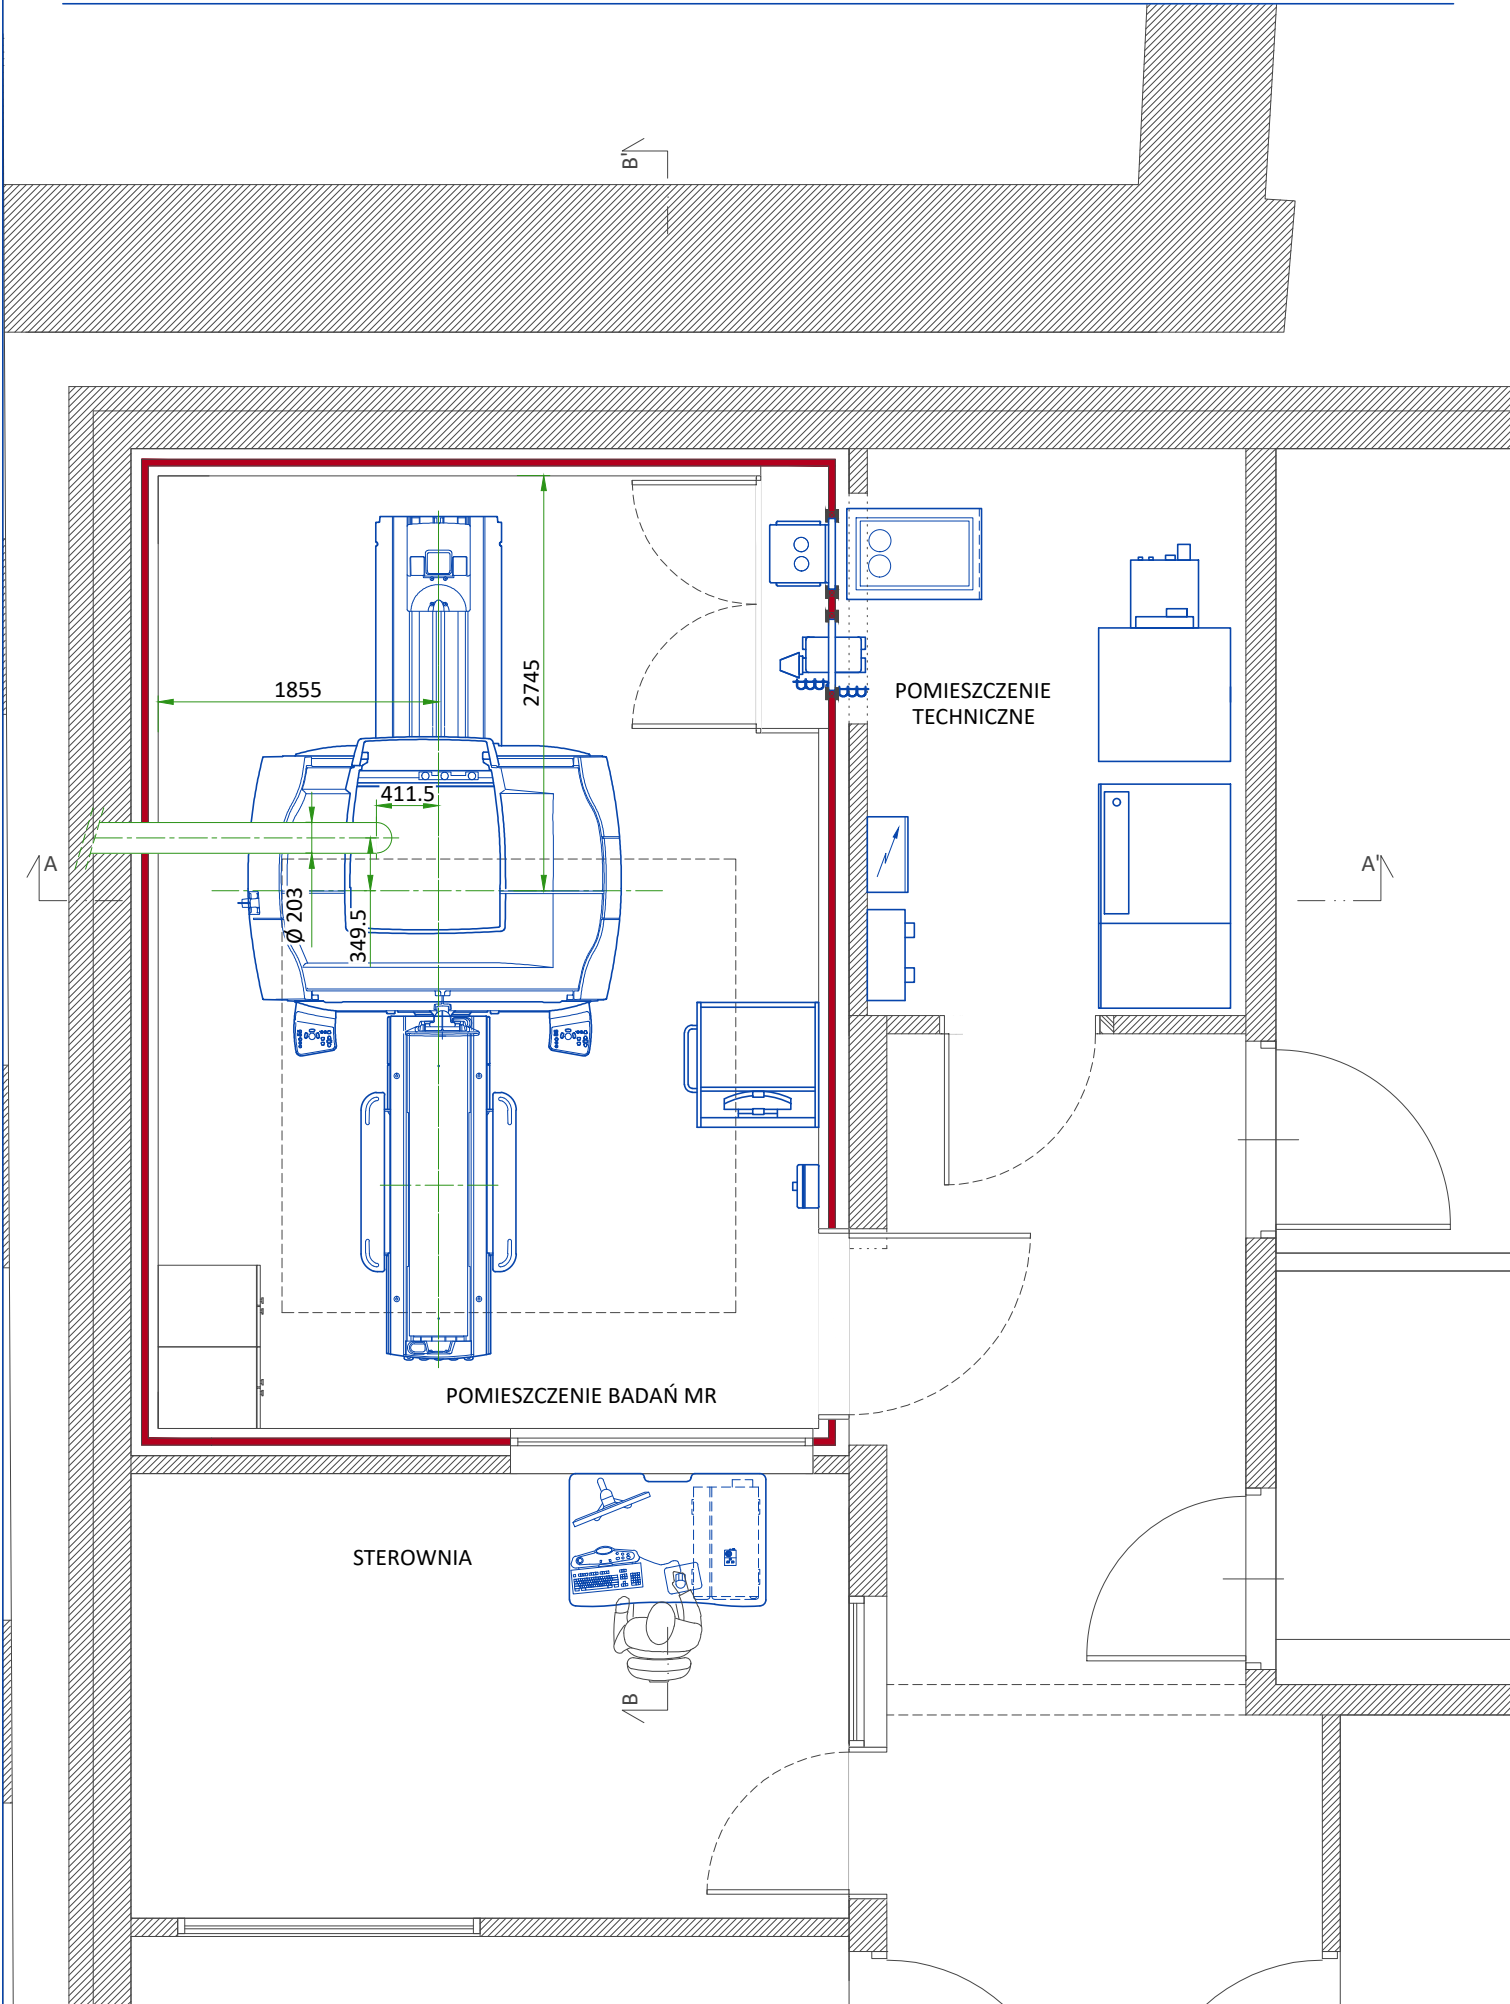 B'
2745
1855
POMIESZCZENIE
TECHNICZNE
411.5
A
A'
Ø 203
349.5
POMIESZCZENIE BADAŃ MR
STEROWNIA
B